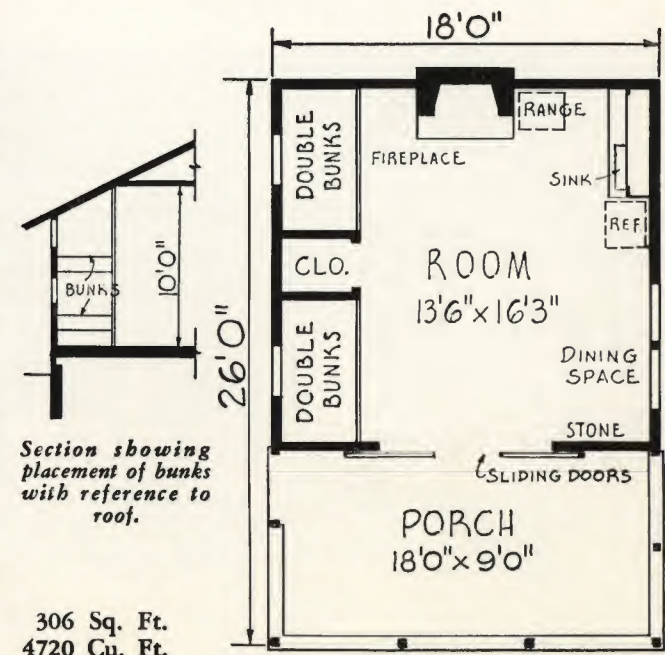 18'0"
DOUBLE
BUNKS
FIREPLACE
RANGE
SINK
REF.
CLO.
ROOM
13'6" x 16'3"
DOUBLE
BUNKS
DINING
SPACE
STONE
SLIDING DOORS
PORCH
18'0" x 9'0"
26'0"
BUNKS
10'0"
Section showing
placement of bunks
with reference to
roof.
306 Sq. Ft.
4720 Cu. Ft.